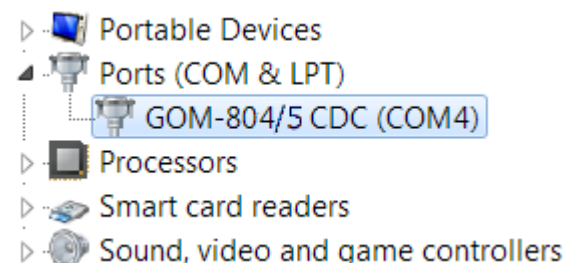 Portable Devices
Ports (COM & LPT)
GOM-804/5 CDC (COM4)
Processors
Smart card readers
Sound, video and game controllers